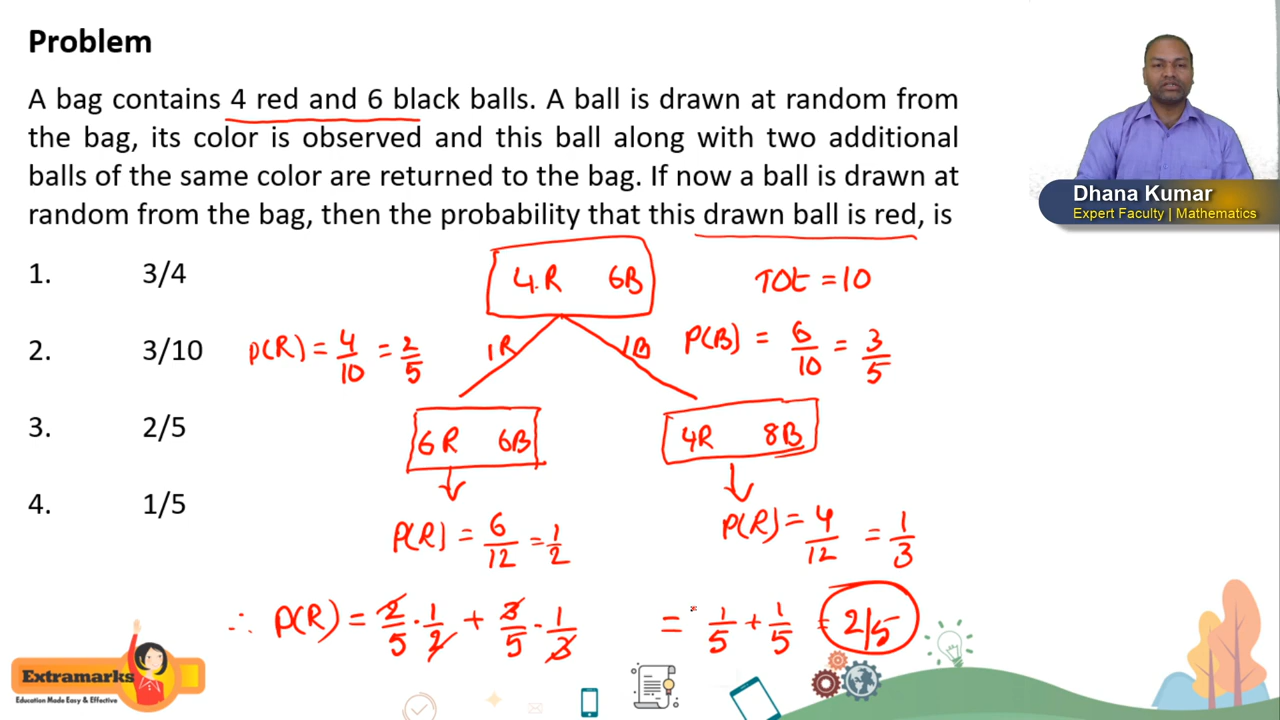 Problem
A bag contains 4 red and 6 black balls. A ball is drawn at random from
the bag, its color is observed and this ball along with two additional
balls of the same color are returned to the bag. If now a ball is drawn at
random from the bag, then the probability that this drawn ball is red, is
Dhana Kumar
Expert Faculty | Mathematics
1. 3/4
4R 6B
TOt = 10
2. 3/10
P(R) = 4/10 = 2/5
1R
1B
P(B) = 6/10 = 3/5
3. 2/5
6R 6B
4R 8B
4. 1/5
P(R) = 6/12 = 1/2
P(R) = 4/12 = 1/3
∴ P(R) = 2/5 · 1/2 + 3/5 · 1/3 = 1/5 + 1/5 = 2/5
Extramarks
Education Made Easy & Effective